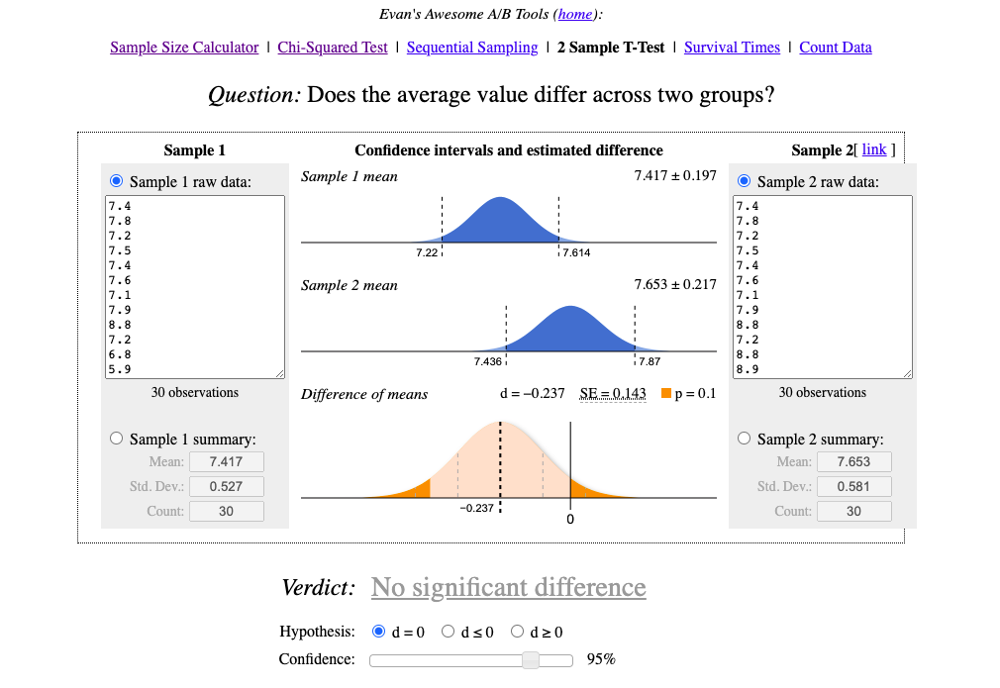 Evan's Awesome A/B Tools (home):
Sample Size Calculator | Chi-Squared Test | Sequential Sampling | 2 Sample T-Test | Survival Times | Count Data
Question: Does the average value differ across two groups?
Sample 1
Sample 1 raw data:
7.4
7.8
7.2
7.5
7.4
7.6
7.1
7.9
8.8
7.2
6.8
5.9
30 observations
Sample 1 summary:
Mean: 7.417
Std. Dev.: 0.527
Count: 30
Confidence intervals and estimated difference
Sample 1 mean 7.417 ± 0.197
7.22 7.614
Sample 2 mean 7.653 ± 0.217
7.436 7.87
Difference of means d = −0.237 SE = 0.143 p = 0.1
−0.237
0
Sample 2[ link ]
Sample 2 raw data:
7.4
7.8
7.2
7.5
7.4
7.6
7.1
7.9
8.8
7.2
8.8
8.9
30 observations
Sample 2 summary:
Mean: 7.653
Std. Dev.: 0.581
Count: 30
Verdict: No significant difference
Hypothesis: d = 0 d ≤ 0 d ≥ 0
Confidence: 95%